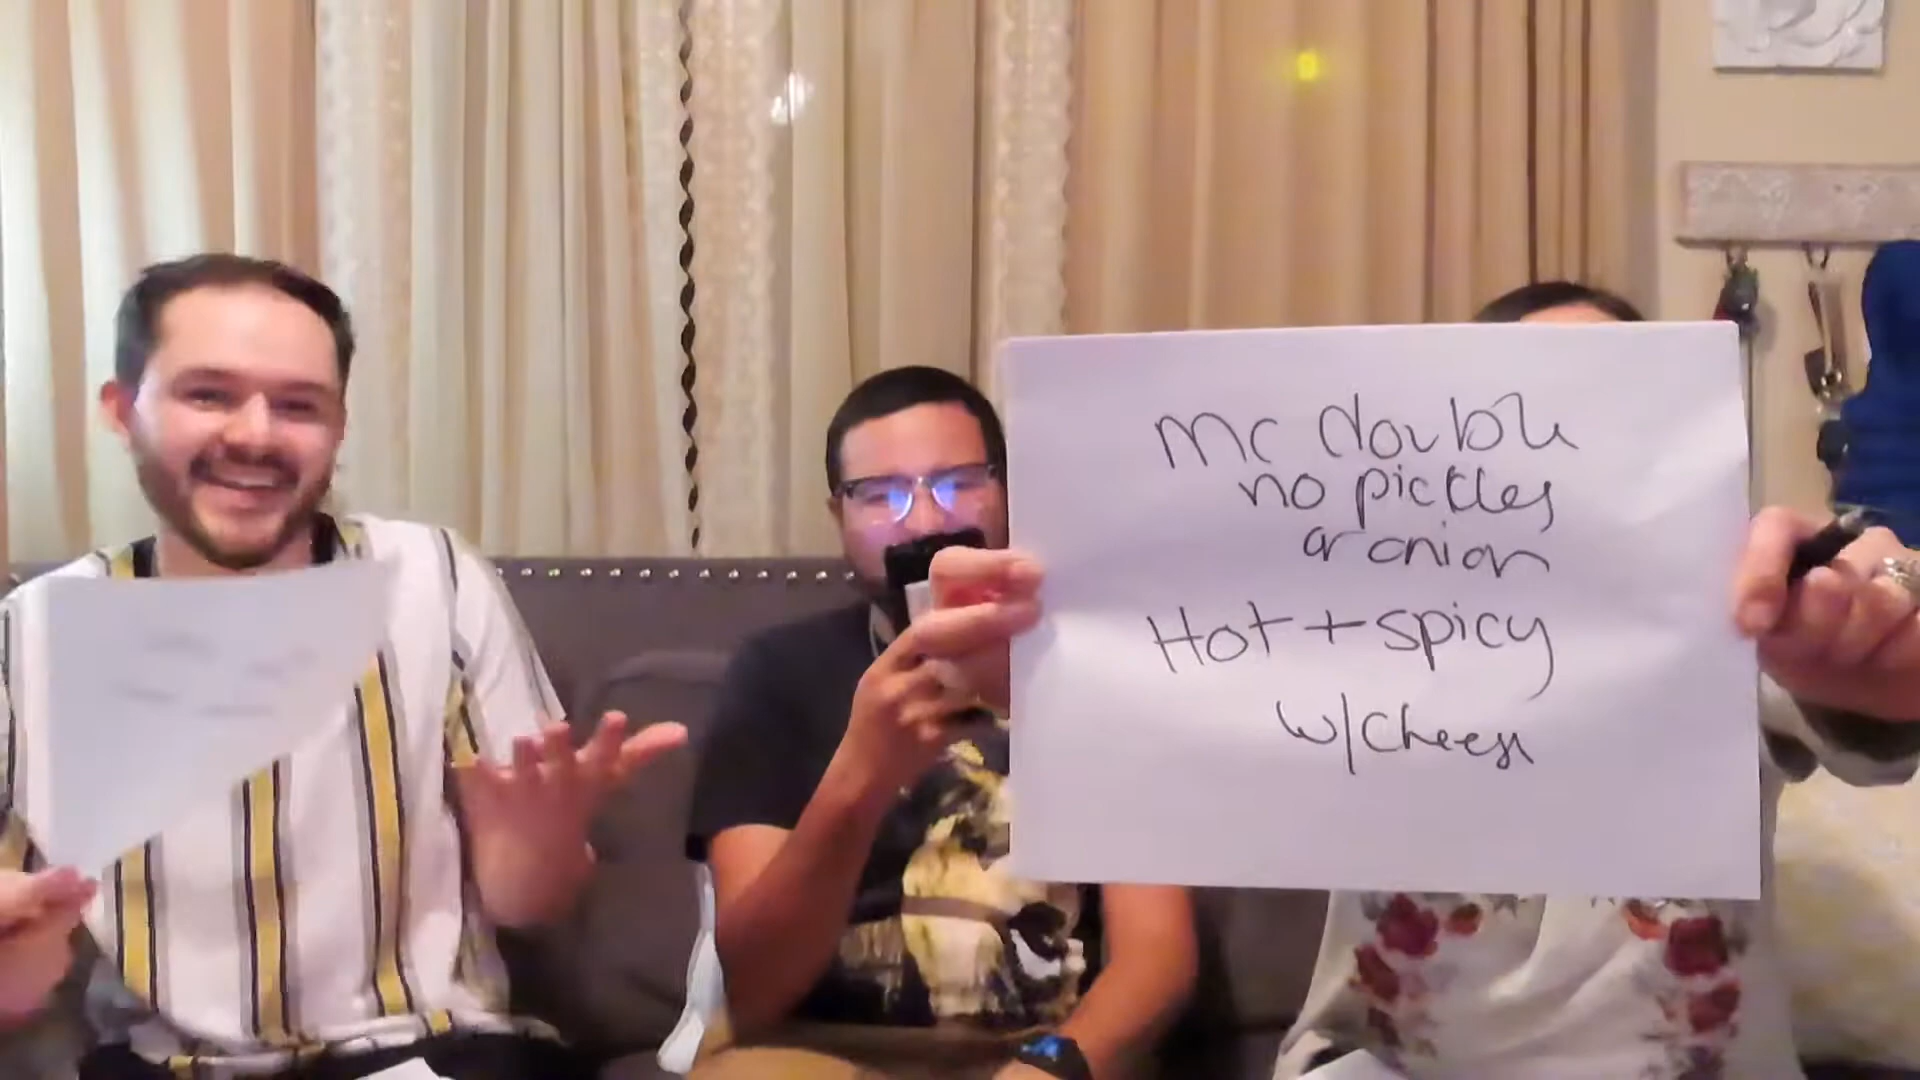 Mc double
no pickles
or onion
Hot + spicy
w/cheese